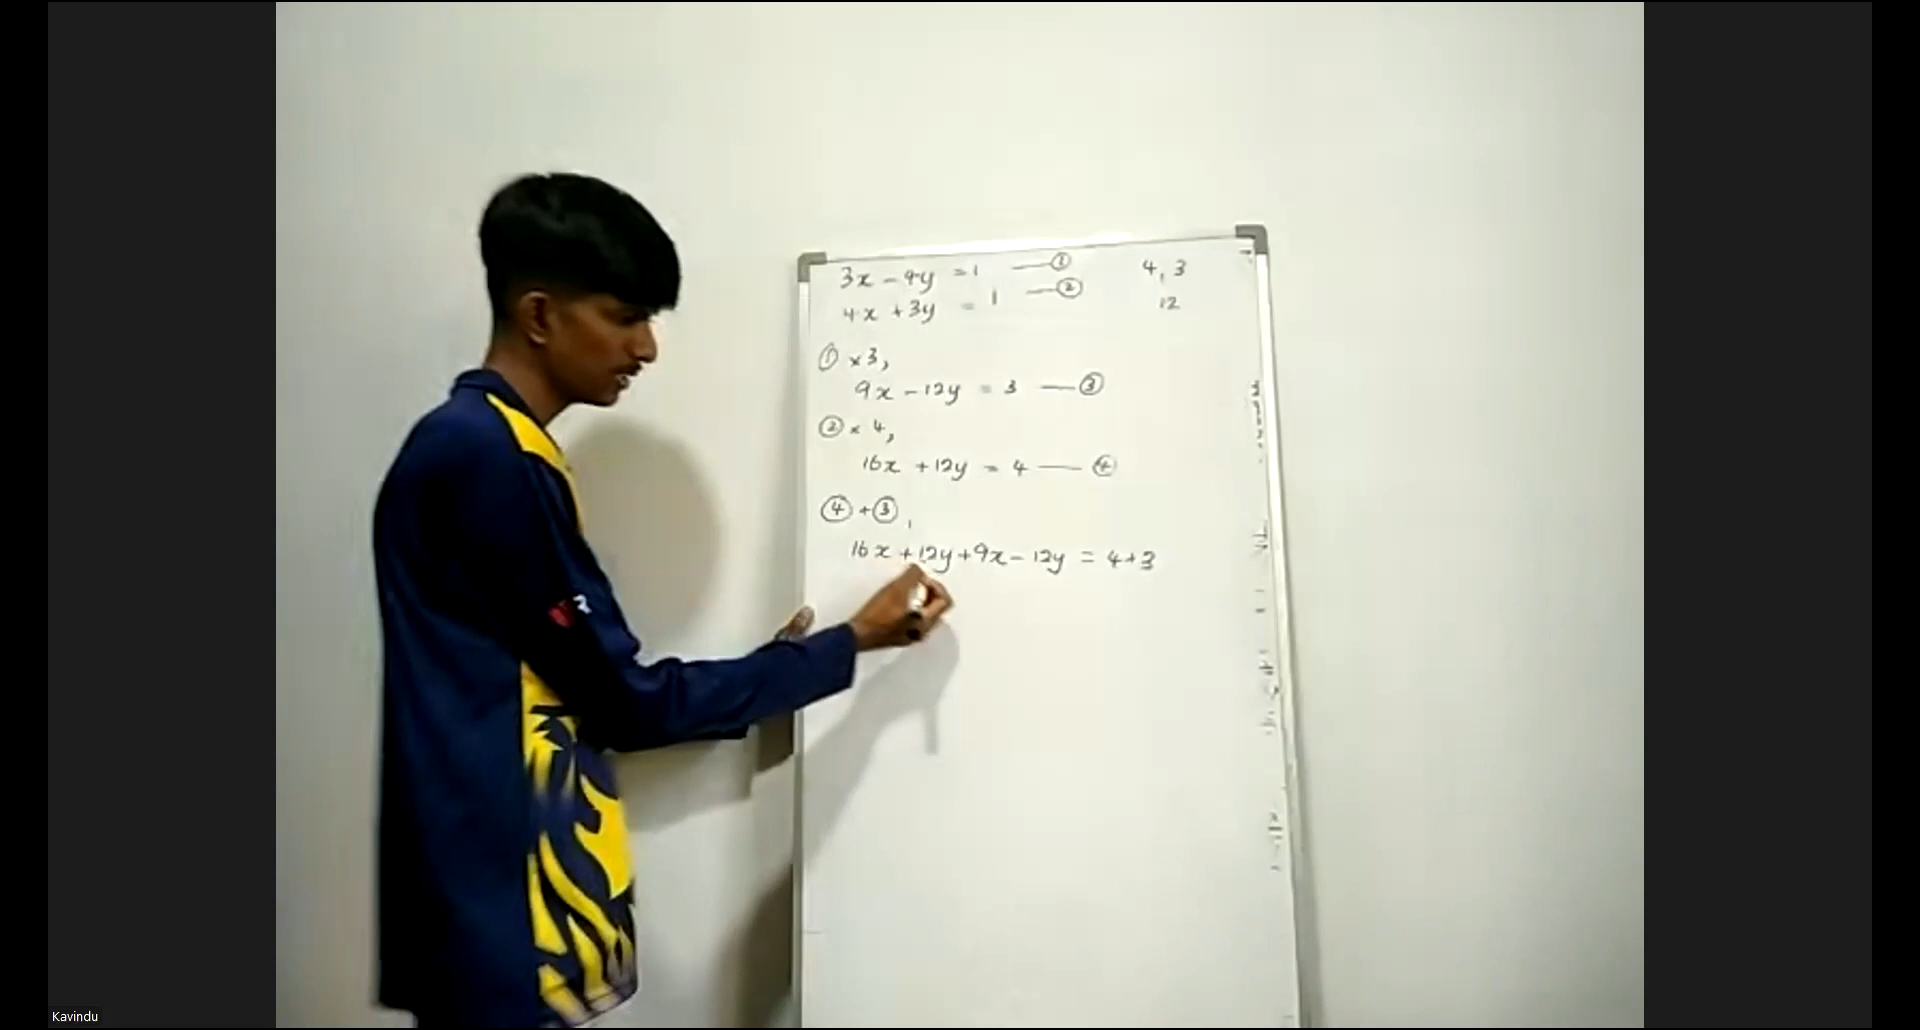 3x - 4y = 1 —— ①
4x + 3y = 1 —— ②
4, 3
12
① × 3,
9x - 12y = 3 —— ③
② × 4,
16x + 12y = 4 —— ④
④ + ③,
16x + 12y + 9x - 12y = 4 + 3
Kavindu